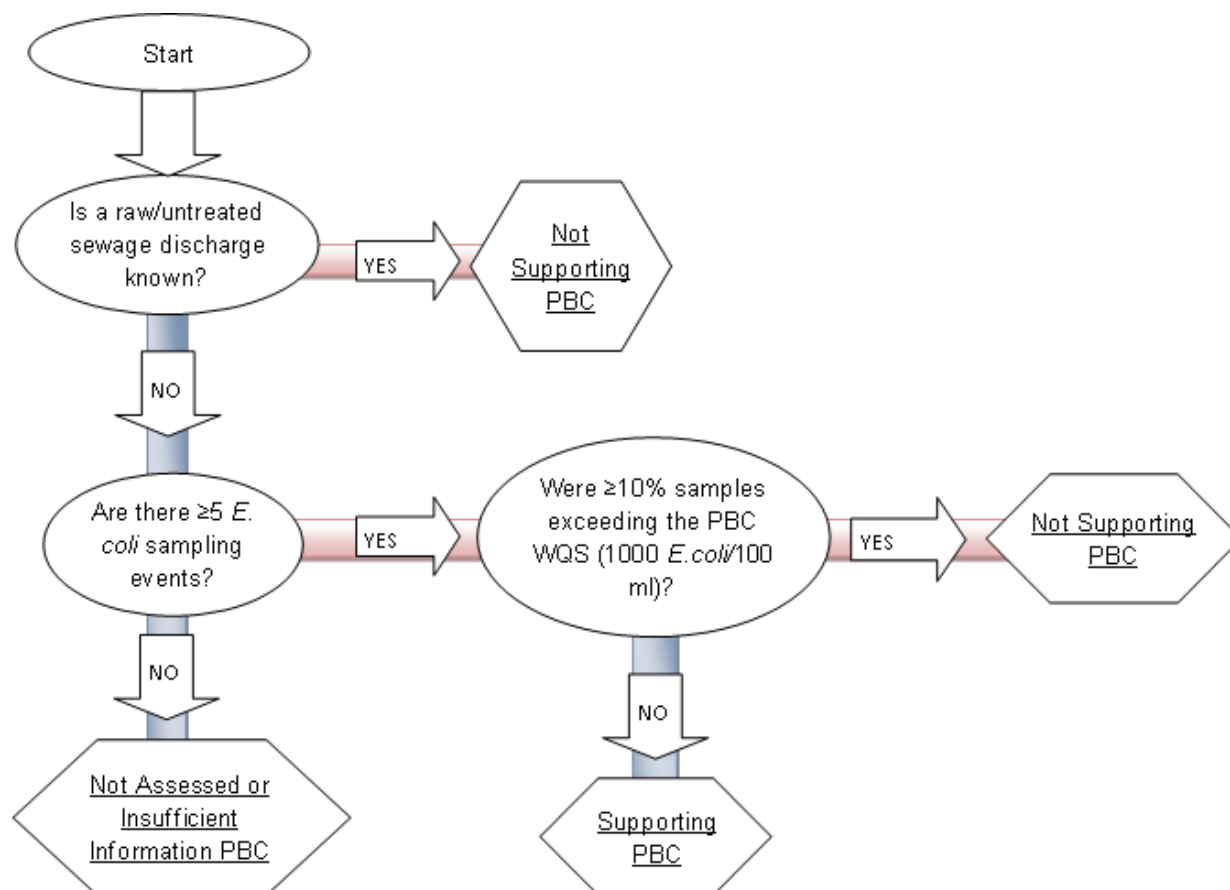 Start
Is a raw/untreated
sewage discharge
known?
YES
Not
Supporting
PBC
NO
Are there ≥5 E.
coli sampling
events?
YES
Were ≥10% samples
exceeding the PBC
WQS (1000 E.coli/100
ml)?
YES
Not Supporting
PBC
NO
NO
Not Assessed or
Insufficient
Information PBC
Supporting
PBC